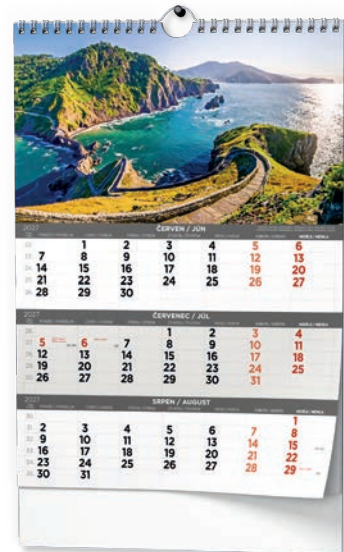 2027 ČERVEN / JÚN
1 2 3 4 5 6
7 8 9 10 11 12 13
14 15 16 17 18 19 20
21 22 23 24 25 26 27
28 29 30
2027 ČERVENEC / JÚL
1 2 3 4
5 6 7 8 9 10 11
12 13 14 15 16 17 18
19 20 21 22 23 24 25
26 27 28 29 30 31
2027 SRPEN / AUGUST
1
2 3 4 5 6 7 8
9 10 11 12 13 14 15
16 17 18 19 20 21 22
23 24 25 26 27 28 29
30 31